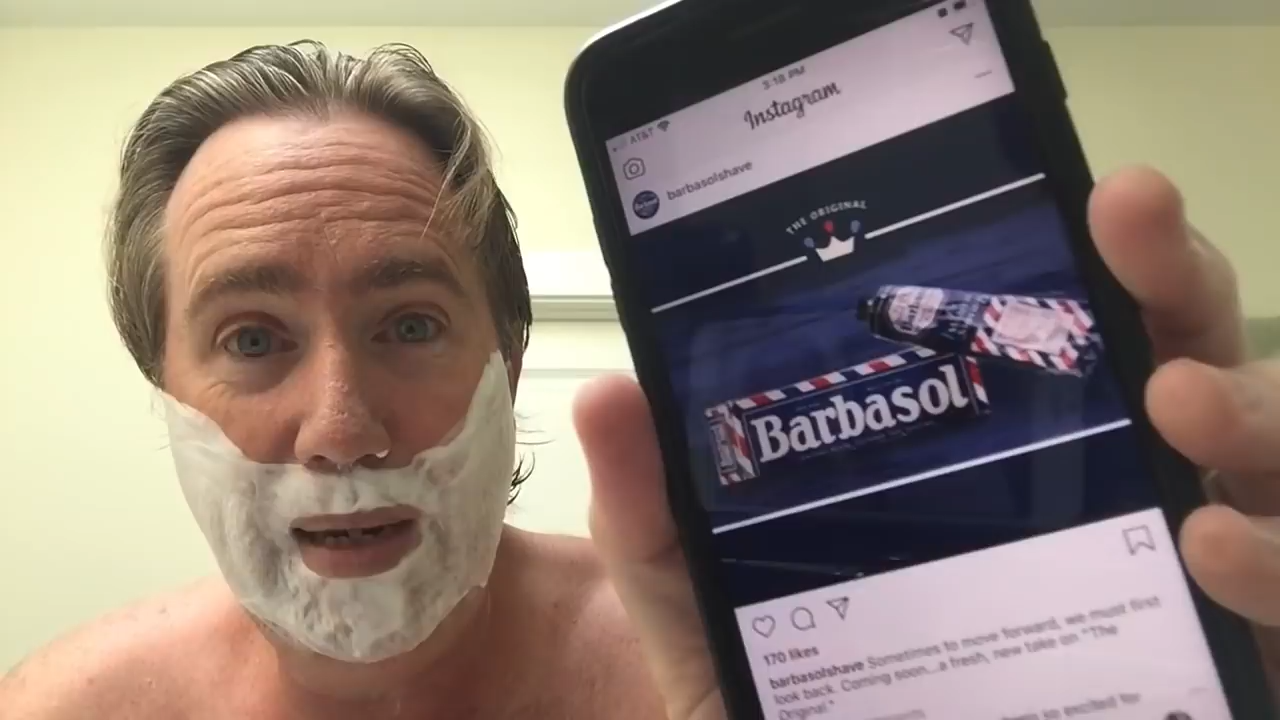 5:18 PM
AT&T
Instagram
barbasolshave
THE ORIGINAL
Barbasol
170 likes
barbasolshave Sometimes to move forward, we must first
look back. Coming soon...a fresh, new take on "The
Original"